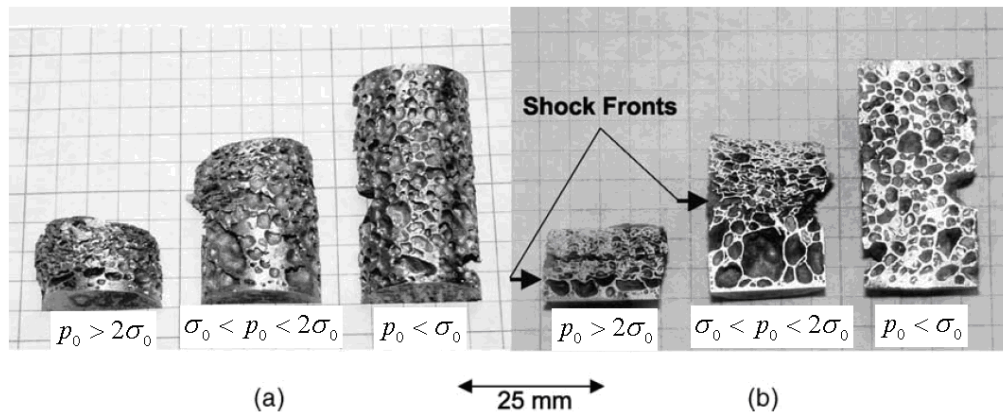 Shock Fronts
p₀ > 2σ₀
σ₀ < p₀ < 2σ₀
p₀ < σ₀
p₀ > 2σ₀
σ₀ < p₀ < 2σ₀
p₀ < σ₀
(a)
25 mm
(b)